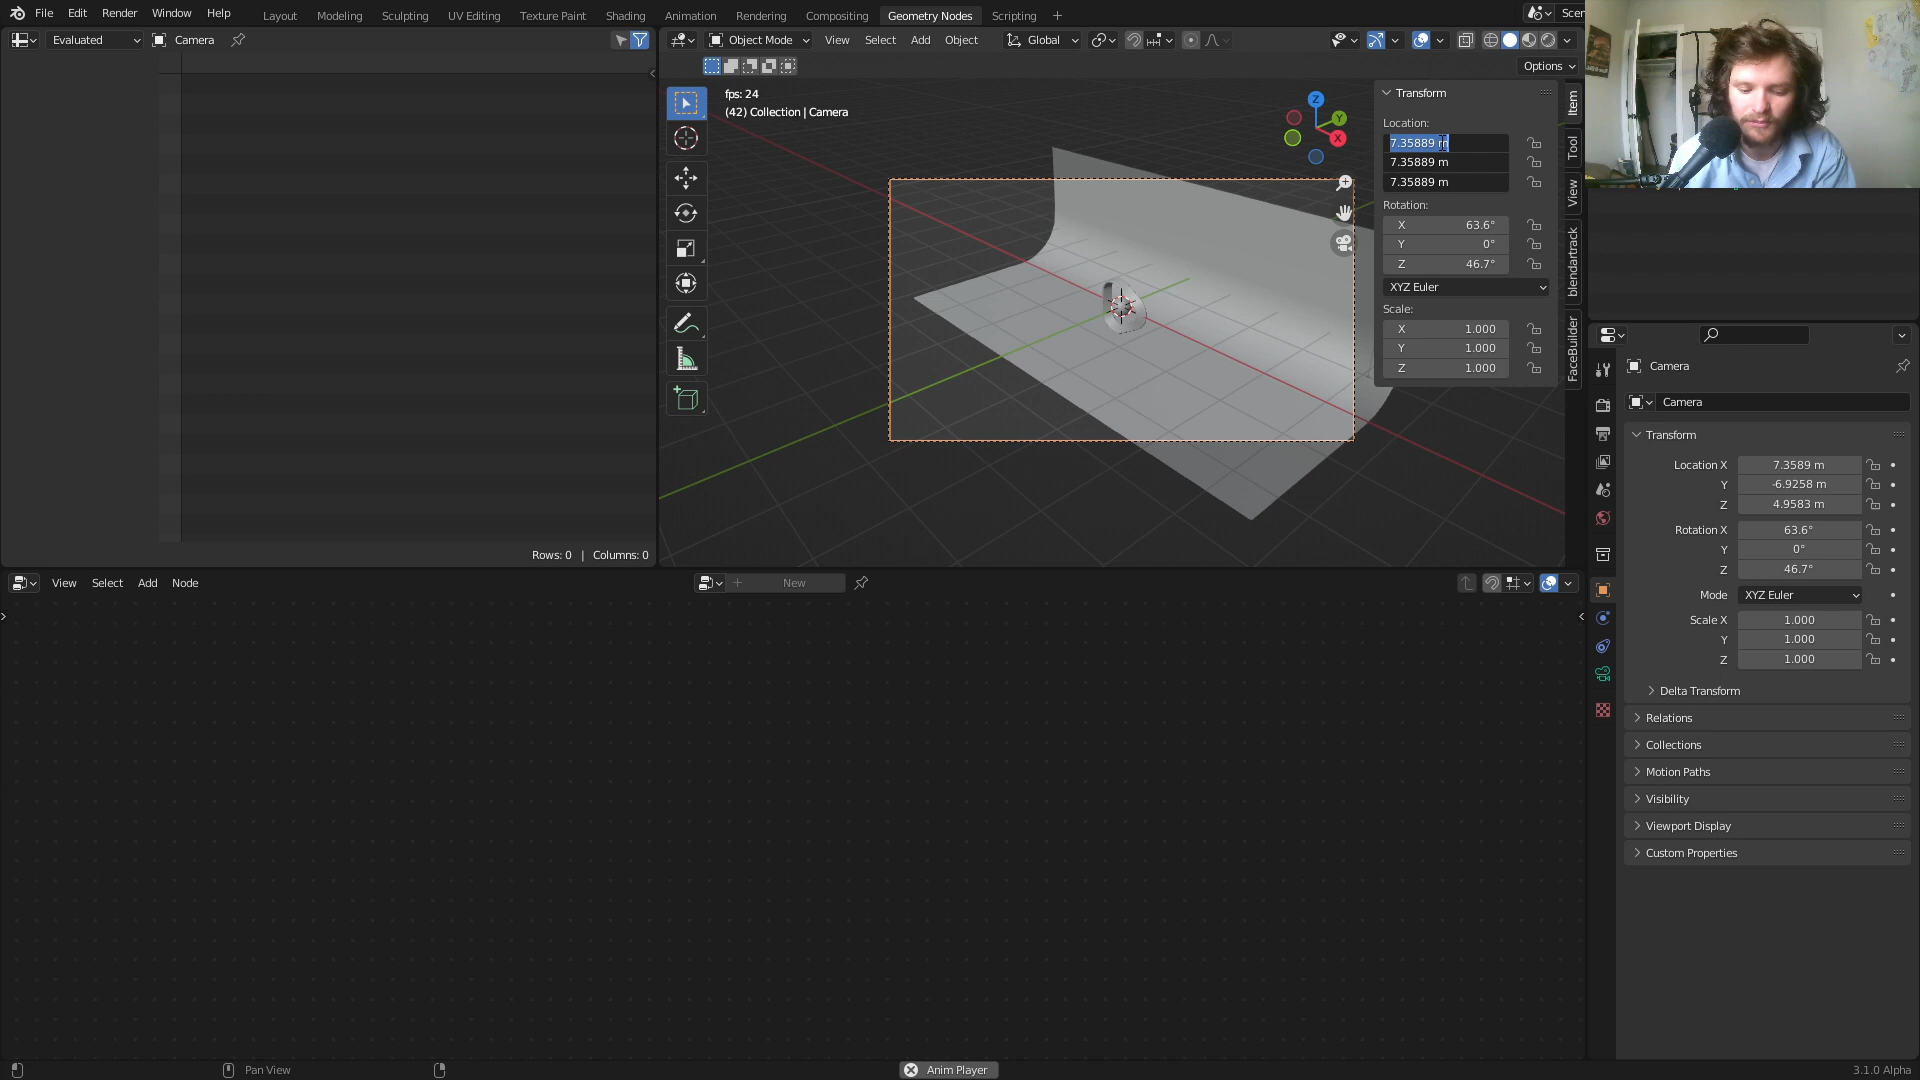 File Edit Render Window Help
Layout Modeling Sculpting UV Editing Texture Paint Shading Animation Rendering Compositing Geometry Nodes Scripting + Scen
Evaluated Camera
Object Mode View Select Add Object Global
Options
fps: 24
(42) Collection | Camera
Z
Y
X
Transform
Location:
7.35889 m
7.35889 m
7.35889 m
Rotation:
X 63.6°
Y 0°
Z 46.7°
XYZ Euler
Scale:
X 1.000
Y 1.000
Z 1.000
Item
Tool
View
blendartrack
FaceBuilder
Rows: 0 | Columns: 0
View Select Add Node
New
Camera
Camera
Transform
Location X 7.3589 m
Y -6.9258 m
Z 4.9583 m
Rotation X 63.6°
Y 0°
Z 46.7°
Mode XYZ Euler
Scale X 1.000
Y 1.000
Z 1.000
Delta Transform
Relations
Collections
Motion Paths
Visibility
Viewport Display
Custom Properties
Pan View
Anim Player
3.1.0 Alpha